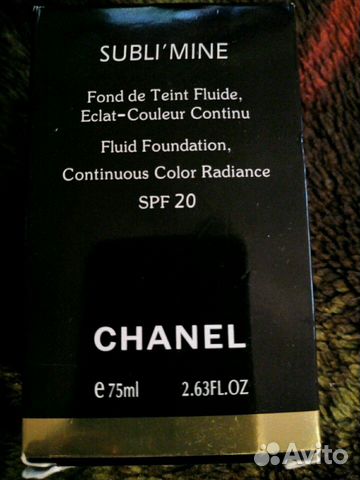 SUBLI'MINE
Fond de Teint Fluide,
Eclat-Couleur Continu
Fluid Foundation,
Continuous Color Radiance
SPF 20
CHANEL
e 75ml 2.63FL.OZ
Avito